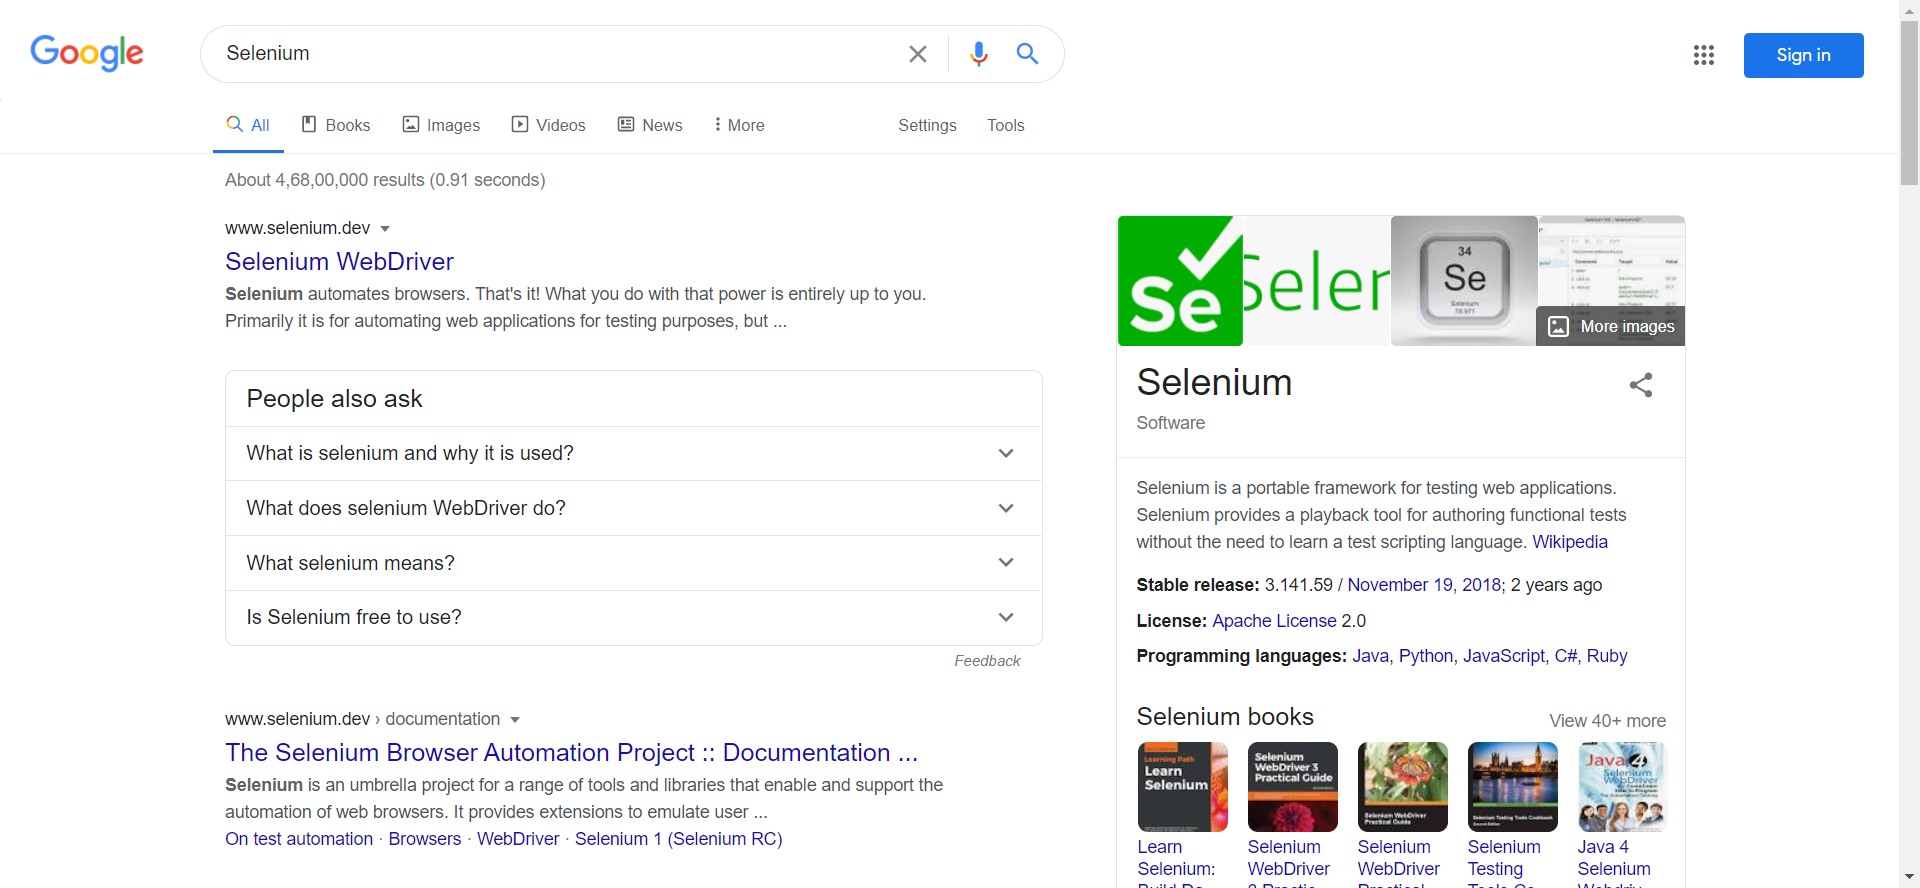 Google
Selenium
Sign in
All
Books
Images
Videos
News
More
Settings
Tools
About 4,68,00,000 results (0.91 seconds)
www.selenium.dev
Selenium WebDriver
Selenium automates browsers. That's it! What you do with that power is entirely up to you.
Primarily it is for automating web applications for testing purposes, but ...
People also ask
What is selenium and why it is used?
What does selenium WebDriver do?
What selenium means?
Is Selenium free to use?
Feedback
www.selenium.dev › documentation
The Selenium Browser Automation Project :: Documentation ...
Selenium is an umbrella project for a range of tools and libraries that enable and support the
automation of web browsers. It provides extensions to emulate user ...
On test automation · Browsers · WebDriver · Selenium 1 (Selenium RC)
Se
Selen
34
Se
Selenium
78.971
More images
Selenium
Software
Selenium is a portable framework for testing web applications.
Selenium provides a playback tool for authoring functional tests
without the need to learn a test scripting language. Wikipedia
Stable release: 3.141.59 / November 19, 2018; 2 years ago
License: Apache License 2.0
Programming languages: Java, Python, JavaScript, C#, Ruby
Selenium books
View 40+ more
Learning Path
Learn
Selenium
Selenium
WebDriver 3
Practical Guide
Selenium WebDriver
Practical Guide
Selenium Testing Tools Cookbook
Java 4
Selenium
WebDriver
Learn
Selenium:
Selenium
WebDriver
Selenium
WebDriver
Selenium
Testing
Java 4
Selenium